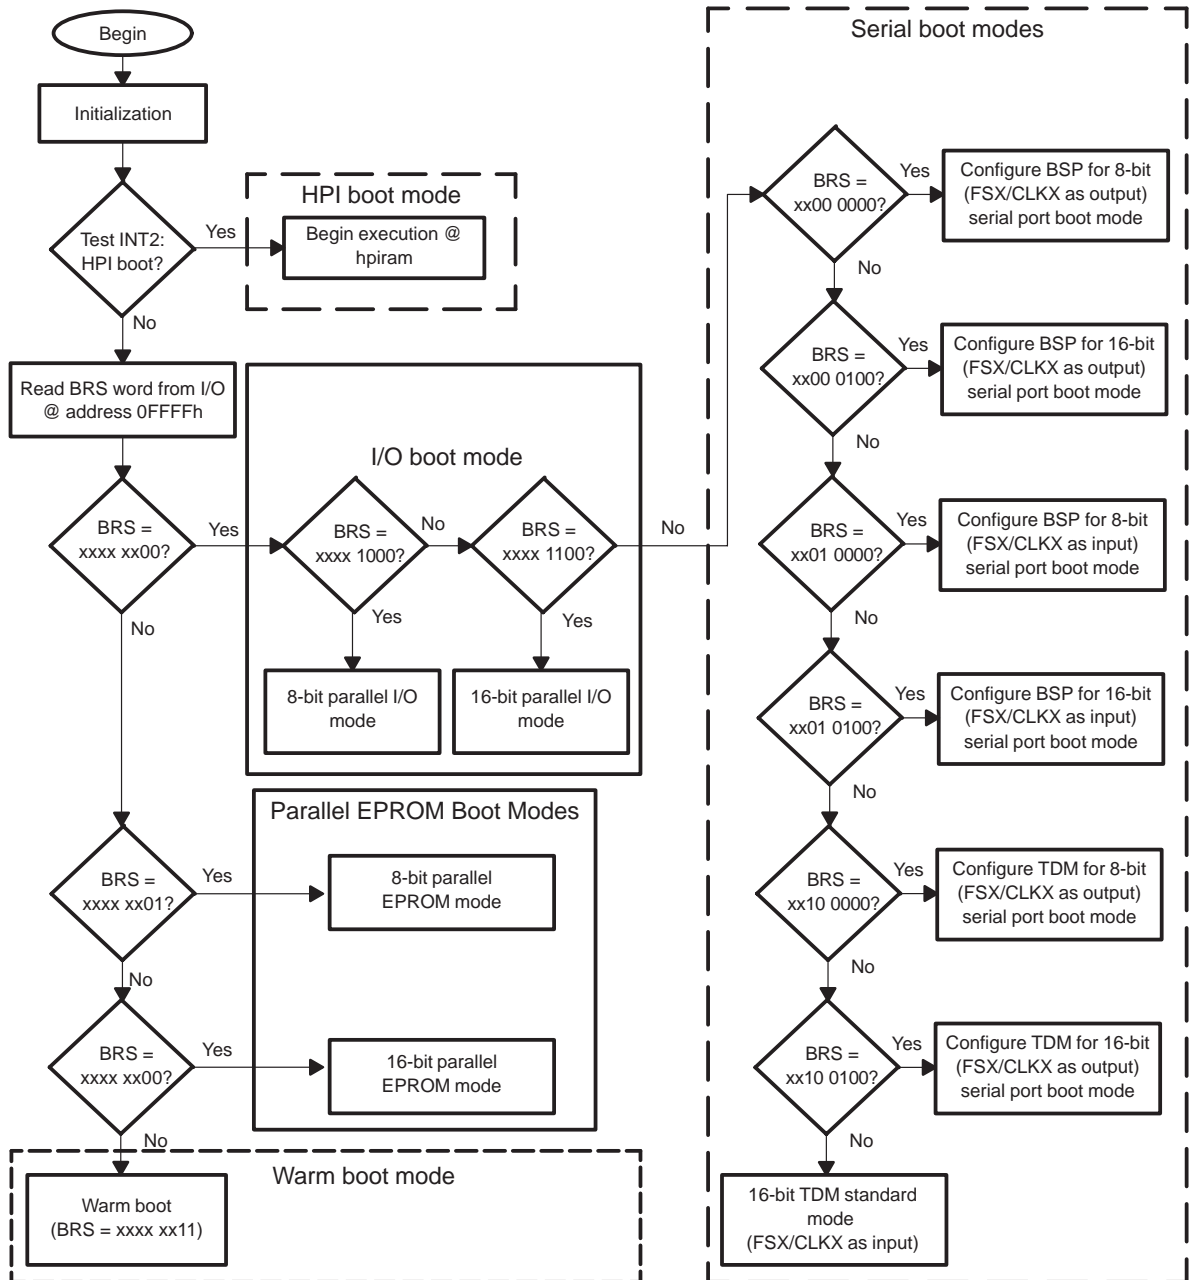 Begin
Initialization
Test INT2:
HPI boot?
Yes
No
HPI boot mode
Begin execution @
hpiram
Read BRS word from I/O
@ address 0FFFFh
BRS =
xxxx xx00?
Yes
No
I/O boot mode
BRS =
xxxx 1000?
No
Yes
8-bit parallel I/O
mode
BRS =
xxxx 1100?
No
Yes
16-bit parallel I/O
mode
BRS =
xxxx xx01?
Yes
No
Parallel EPROM Boot Modes
8-bit parallel
EPROM mode
BRS =
xxxx xx00?
Yes
No
16-bit parallel
EPROM mode
Warm boot mode
Warm boot
(BRS = xxxx xx11)
Serial boot modes
BRS =
xx00 0000?
Yes
No
Configure BSP for 8-bit
(FSX/CLKX as output)
serial port boot mode
BRS =
xx00 0100?
Yes
No
Configure BSP for 16-bit
(FSX/CLKX as output)
serial port boot mode
BRS =
xx01 0000?
Yes
No
Configure BSP for 8-bit
(FSX/CLKX as input)
serial port boot mode
BRS =
xx01 0100?
Yes
No
Configure BSP for 16-bit
(FSX/CLKX as input)
serial port boot mode
BRS =
xx10 0000?
Yes
No
Configure TDM for 8-bit
(FSX/CLKX as output)
serial port boot mode
BRS =
xx10 0100?
Yes
No
Configure TDM for 16-bit
(FSX/CLKX as output)
serial port boot mode
16-bit TDM standard
mode
(FSX/CLKX as input)